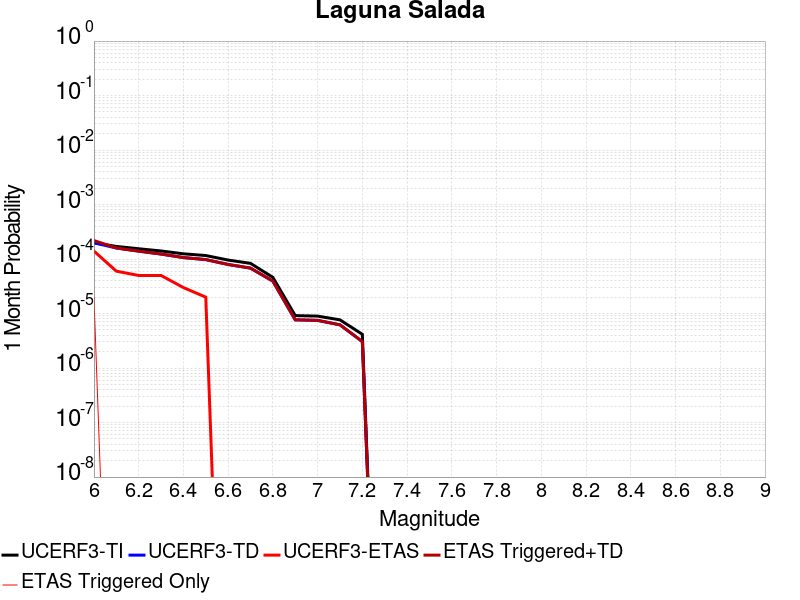 Laguna Salada
10^0
10^-1
10^-2
10^-3
10^-4
10^-5
10^-6
10^-7
10^-8
1 Month Probability
6 6.2 6.4 6.6 6.8 7 7.2 7.4 7.6 7.8 8 8.2 8.4 8.6 8.8 9
Magnitude
UCERF3-TI UCERF3-TD UCERF3-ETAS ETAS Triggered+TD
ETAS Triggered Only